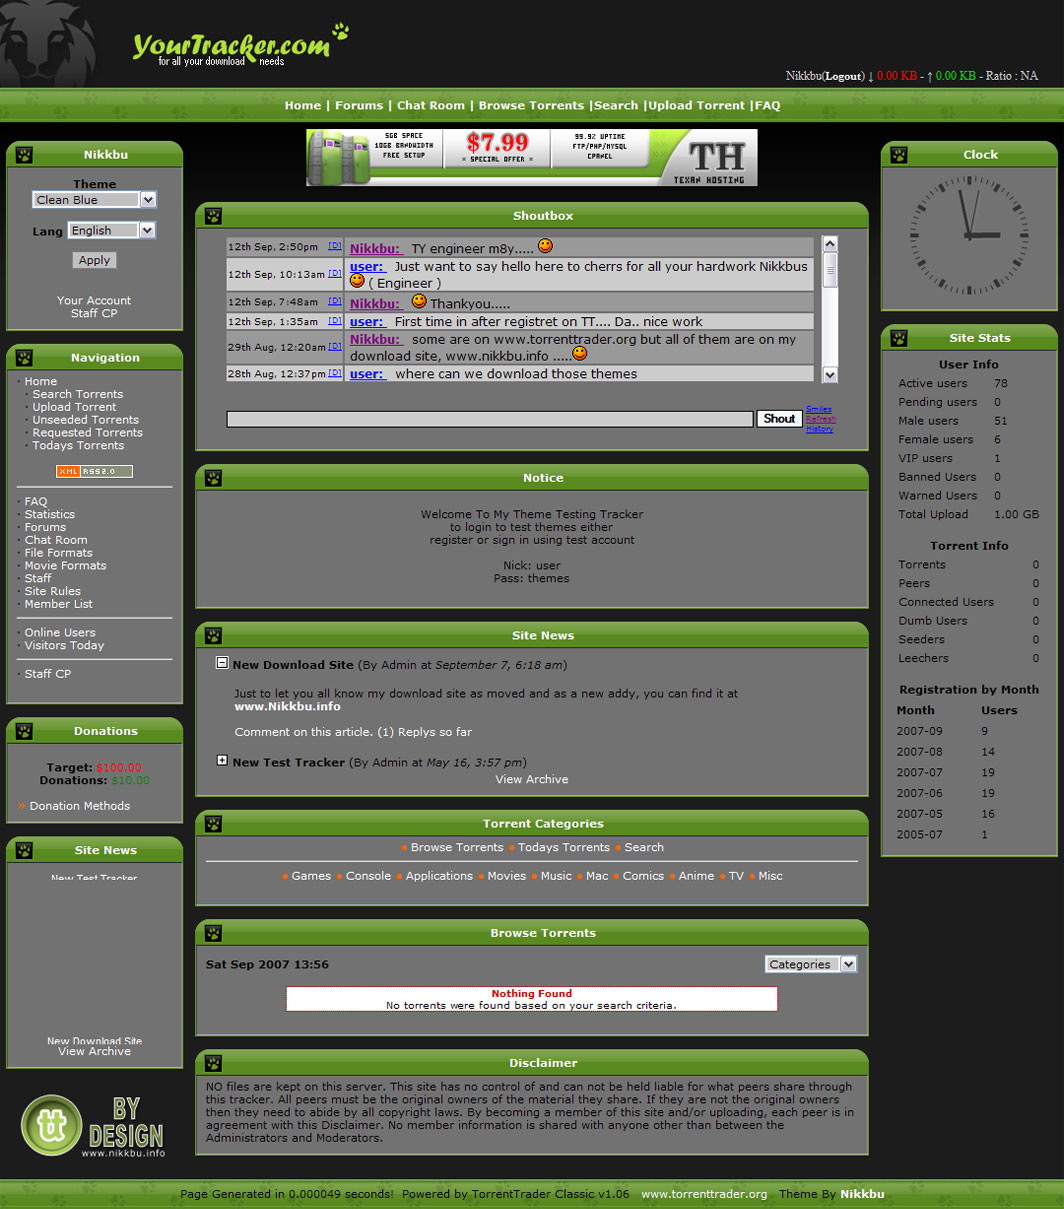 YourTracker.com
for all your download needs
Nikkbu(Logout) ↓ 0.00 KB - ↑ 0.00 KB - Ratio : NA
Home | Forums | Chat Room | Browse Torrents |Search |Upload Torrent |FAQ
5GB SPACE
10GB BANDWIDTH
FREE SETUP
$7.99
* SPECIAL OFFER *
99.9% UPTIME
FTP/PHP/MYSQL
CPANEL
TH
TEXAN HOSTING
Nikkbu
Theme
Clean Blue
Lang English
Apply
Your Account
Staff CP
Navigation
· Home
· Search Torrents
· Upload Torrent
· Unseeded Torrents
· Requested Torrents
· Todays Torrents
XML RSS2.0
· FAQ
· Statistics
· Forums
· Chat Room
· File Formats
· Movie Formats
· Staff
· Site Rules
· Member List
· Online Users
· Visitors Today
· Staff CP
Donations
Target: $100.00
Donations: $10.00
» Donation Methods
Site News
New Test Tracker
New Download Site
View Archive
tt
BY
DESIGN
www.nikkbu.info
Shoutbox
12th Sep, 2:50pm [D] Nikkbu: TY engineer m8y.....
12th Sep, 10:13am [D] user: Just want to say hello here to cherrs for all your hardwork Nikkbus
( Engineer )
12th Sep, 7:48am [D] Nikkbu: Thankyou.....
12th Sep, 1:35am [D] user: First time in after registret on TT.... Da.. nice work
29th Aug, 12:20am [D] Nikkbu: some are on www.torrenttrader.org but all of them are on my
download site, www.nikkbu.info .....
28th Aug, 12:37pm [D] user: where can we download those themes
Shout
Smiles
Refresh
History
Notice
Welcome To My Theme Testing Tracker
to login to test themes either
register or sign in using test account
Nick: user
Pass: themes
Site News
New Download Site (By Admin at September 7, 6:18 am)
Just to let you all know my download site as moved and as a new addy, you can find it at
www.Nikkbu.info
Comment on this article. (1) Replys so far
New Test Tracker (By Admin at May 16, 3:57 pm)
View Archive
Torrent Categories
Browse Torrents Todays Torrents Search
Games Console Applications Movies Music Mac Comics Anime TV Misc
Browse Torrents
Sat Sep 2007 13:56
Categories
Nothing Found
No torrents were found based on your search criteria.
Disclaimer
NO files are kept on this server. This site has no control of and can not be held liable for what peers share through
this tracker. All peers must be the original owners of the material they share. If they are not the original owners
then they need to abide by all copyright laws. By becoming a member of this site and/or uploading, each peer is in
agreement with this Disclaimer. No member information is shared with anyone other than between the
Administrators and Moderators.
Clock
Site Stats
User Info
Active users 78
Pending users 0
Male users 51
Female users 6
VIP users 1
Banned Users 0
Warned Users 0
Total Upload 1.00 GB
Torrent Info
Torrents 0
Peers 0
Connected Users 0
Dumb Users 0
Seeders 0
Leechers 0
Registration by Month
Month Users
2007-09 9
2007-08 14
2007-07 19
2007-06 19
2007-05 16
2005-07 1
Page Generated in 0.000049 seconds! Powered by TorrentTrader Classic v1.06 www.torrenttrader.org Theme By Nikkbu